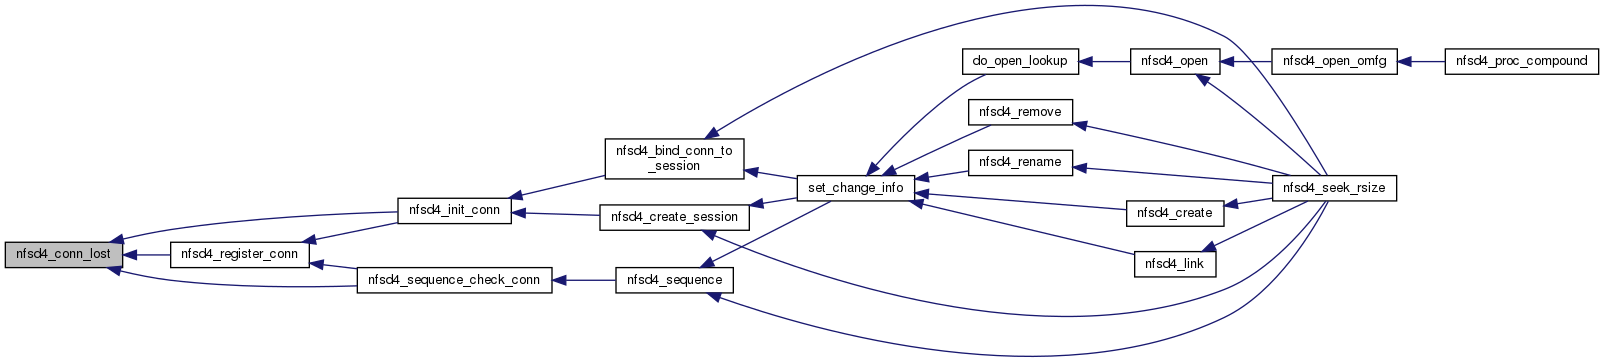 nfsd4_conn_lost
nfsd4_init_conn
nfsd4_register_conn
nfsd4_sequence_check_conn
nfsd4_bind_conn_to
_session
nfsd4_create_session
nfsd4_sequence
set_change_info
do_open_lookup
nfsd4_remove
nfsd4_rename
nfsd4_create
nfsd4_link
nfsd4_open
nfsd4_open_omfg
nfsd4_seek_rsize
nfsd4_proc_compound